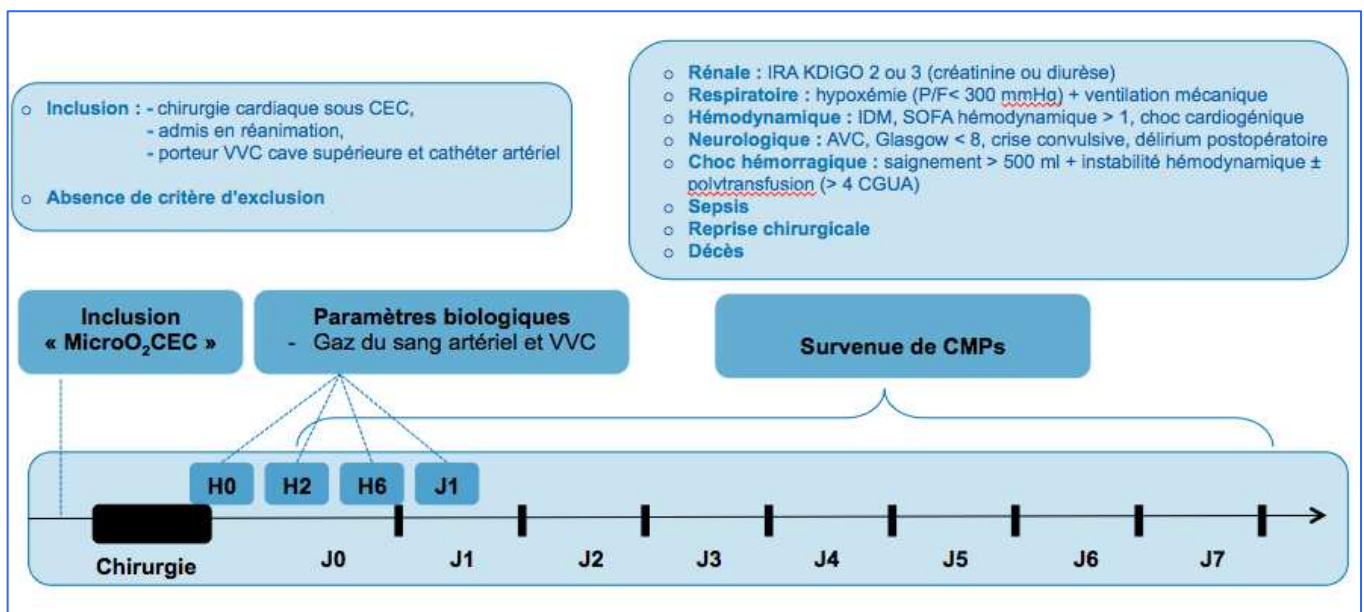 o Inclusion : - chirurgie cardiaque sous CEC,
- admis en réanimation,
- porteur VVC cave supérieure et cathéter artériel
o Absence de critère d'exclusion
o Rénale : IRA KDIGO 2 ou 3 (créatinine ou diurèse)
o Respiratoire : hypoxémie (P/F< 300 mmHg) + ventilation mécanique
o Hémodynamique : IDM, SOFA hémodynamique > 1, choc cardiogénique
o Neurologique : AVC, Glasgow < 8, crise convulsive, délirium postopératoire
o Choc hémorragique : saignement > 500 ml + instabilité hémodynamique ±
polytransfusion (> 4 CGUA)
o Sepsis
o Reprise chirurgicale
o Décès
Inclusion
« MicroO₂CEC »
Paramètres biologiques
- Gaz du sang artériel et VVC
Survenue de CMPs
H0 H2 H6 J1
Chirurgie J0 J1 J2 J3 J4 J5 J6 J7